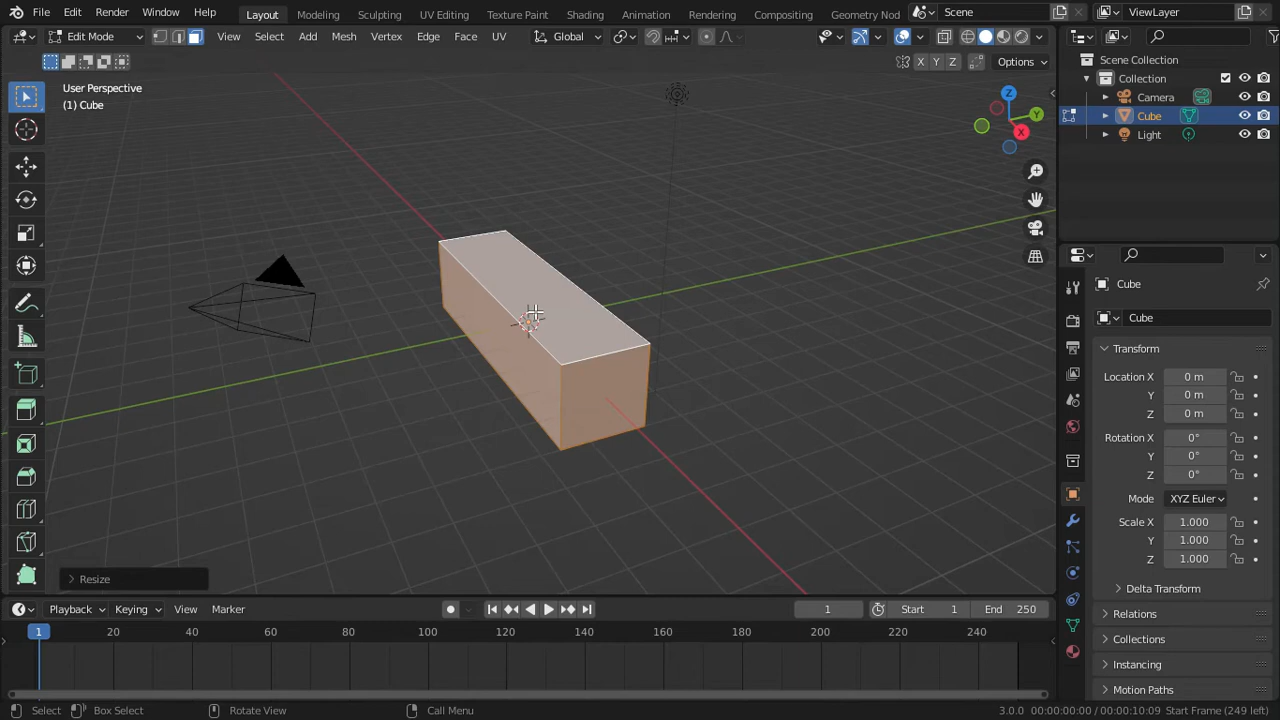 File Edit Render Window Help Layout Modeling Sculpting UV Editing Texture Paint Shading Animation Rendering Compositing Geometry Nod Scene ViewLayer
Edit Mode View Select Add Mesh Vertex Edge Face UV Global
X Y Z Options
User Perspective
(1) Cube
Z
Y
X
Scene Collection
Collection
Camera
Cube
Light
Cube
Cube
Transform
Location X 0 m
Y 0 m
Z 0 m
Rotation X 0°
Y 0°
Z 0°
Mode XYZ Euler
Scale X 1.000
Y 1.000
Z 1.000
Delta Transform
Relations
Collections
Instancing
Motion Paths
Resize
Playback Keying View Marker 1 Start 1 End 250
1 20 40 60 80 100 120 140 160 180 200 220 240
Select Box Select Rotate View Call Menu 3.0.0 00:00:00:00 / 00:00:10:09 Start Frame (249 left)